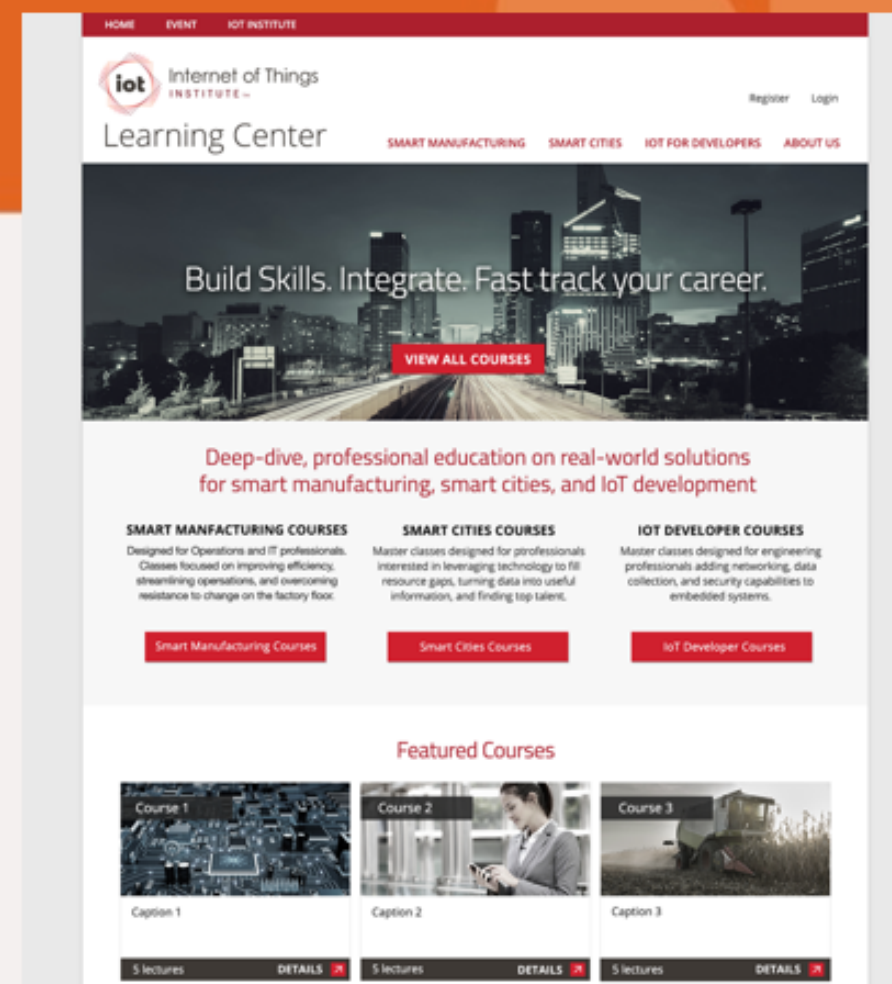 HOME EVENT IOT INSTITUTE
iot Internet of Things
INSTITUTE
Register Login
Learning Center
SMART MANUFACTURING SMART CITIES IOT FOR DEVELOPERS ABOUT US
Build Skills. Integrate. Fast track your career.
VIEW ALL COURSES
Deep-dive, professional education on real-world solutions
for smart manufacturing, smart cities, and IoT development
SMART MANFACTURING COURSES
Designed for Operations and IT professionals.
Classes focused on improving efficiency,
streamlining opersations, and overcoming
resistance to change on the factory floor.
Smart Manufacturing Courses
SMART CITIES COURSES
Master classes designed for ptrofessionals
interested in leveraging technology to fill
resource gaps, turning data into useful
information, and finding top talent.
Smart Cities Courses
IOT DEVELOPER COURSES
Master classes designed for engineering
professionals adding networking, data
collection, and security capabilities to
embedded systems.
IoT Developer Courses
Featured Courses
Course 1
Caption 1
5 lectures DETAILS
Course 2
Caption 2
5 lectures DETAILS
Course 3
Caption 3
5 lectures DETAILS